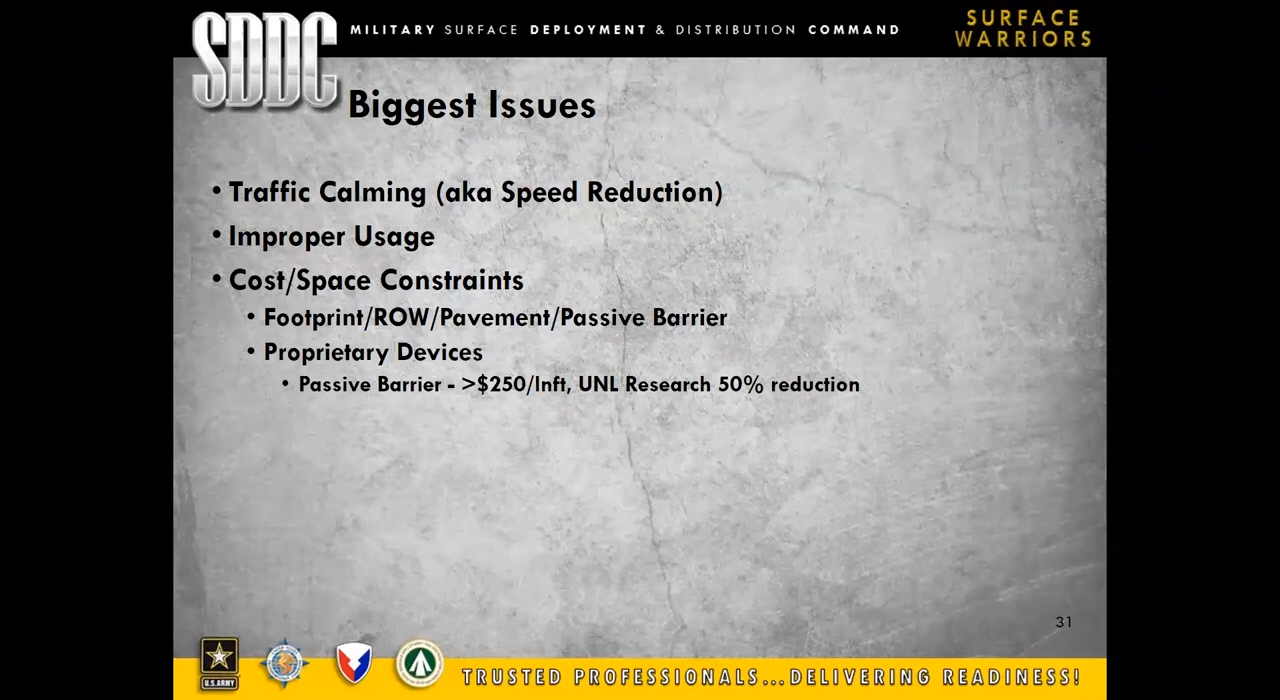 SDDC
MILITARY SURFACE DEPLOYMENT & DISTRIBUTION COMMAND
SURFACE
WARRIORS
Biggest Issues
• Traffic Calming (aka Speed Reduction)
• Improper Usage
• Cost/Space Constraints
• Footprint/ROW/Pavement/Passive Barrier
• Proprietary Devices
• Passive Barrier - >$250/lnft, UNL Research 50% reduction
31
U.S.ARMY
TRUSTED PROFESSIONALS...DELIVERING READINESS!